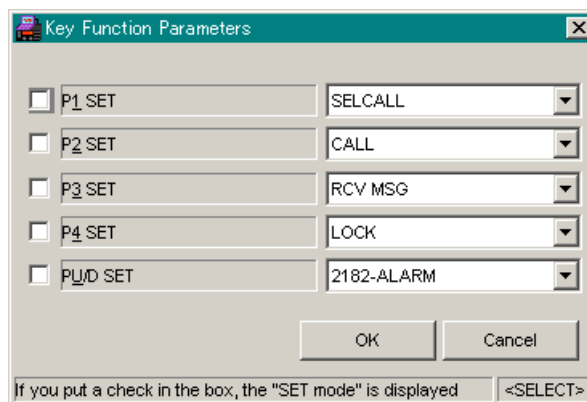 Key Function Parameters
P1 SET SELCALL
P2 SET CALL
P3 SET RCV MSG
P4 SET LOCK
PU/D SET 2182-ALARM
OK Cancel
If you put a check in the box, the "SET mode" is displayed <SELECT>